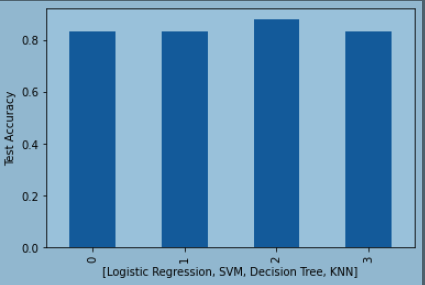 Test Accuracy
0.8
0.6
0.4
0.2
0.0
0 1 2 3
[Logistic Regression, SVM, Decision Tree, KNN]